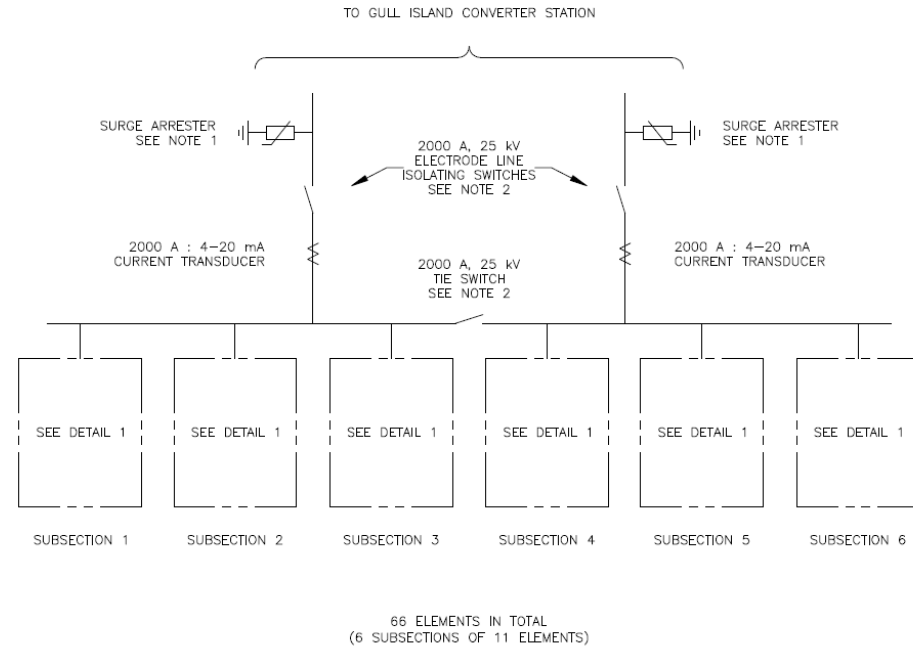 TO GULL ISLAND CONVERTER STATION
SURGE ARRESTER
SEE NOTE 1
2000 A, 25 kV
ELECTRODE LINE
ISOLATING SWITCHES
SEE NOTE 2
SURGE ARRESTER
SEE NOTE 1
2000 A : 4-20 mA
CURRENT TRANSDUCER
2000 A, 25 kV
TIE SWITCH
SEE NOTE 2
2000 A : 4-20 mA
CURRENT TRANSDUCER
SEE DETAIL 1
SEE DETAIL 1
SEE DETAIL 1
SEE DETAIL 1
SEE DETAIL 1
SEE DETAIL 1
SUBSECTION 1
SUBSECTION 2
SUBSECTION 3
SUBSECTION 4
SUBSECTION 5
SUBSECTION 6
66 ELEMENTS IN TOTAL
(6 SUBSECTIONS OF 11 ELEMENTS)